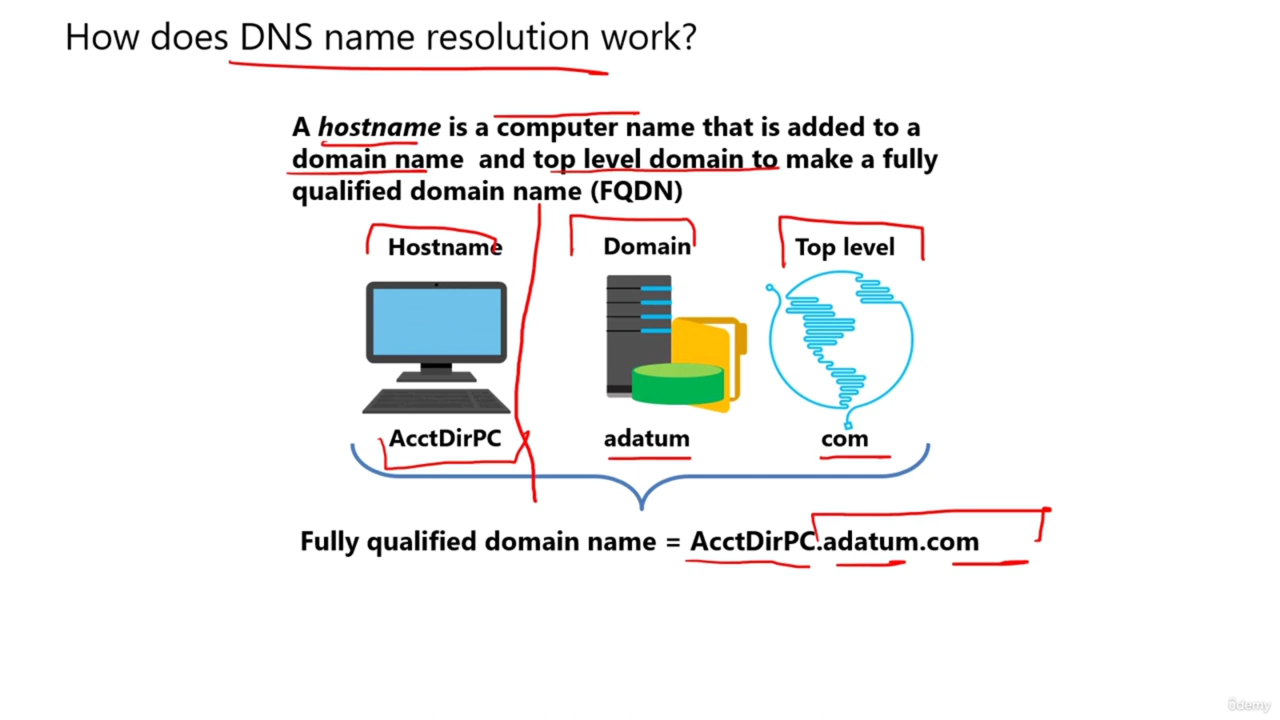 How does DNS name resolution work?
A hostname is a computer name that is added to a
domain name and top level domain to make a fully
qualified domain name (FQDN)
Hostname Domain Top level
AcctDirPC adatum com
Fully qualified domain name = AcctDirPC.adatum.com
ûdemy